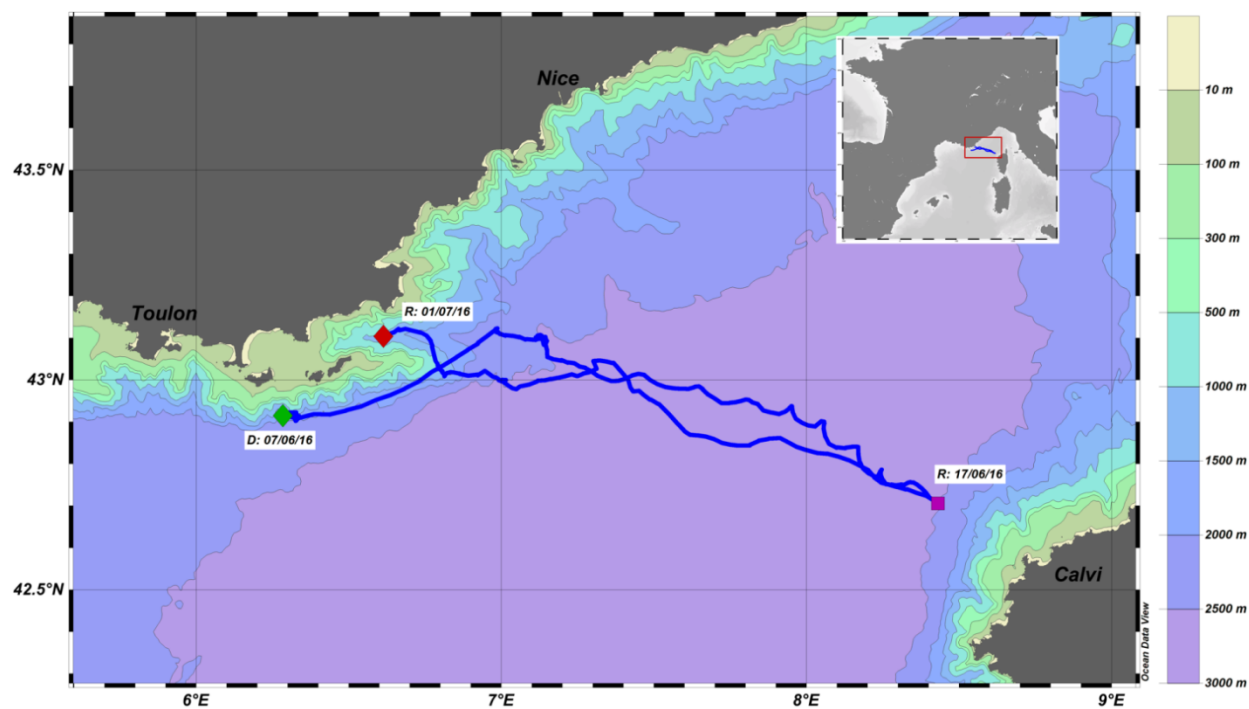 Nice
Toulon
R: 01/07/16
D: 07/06/16
R: 17/06/16
Calvi
Ocean Data View
43.5°N
43°N
42.5°N
6°E
7°E
8°E
9°E
10 m
100 m
300 m
500 m
1000 m
1500 m
2000 m
2500 m
3000 m